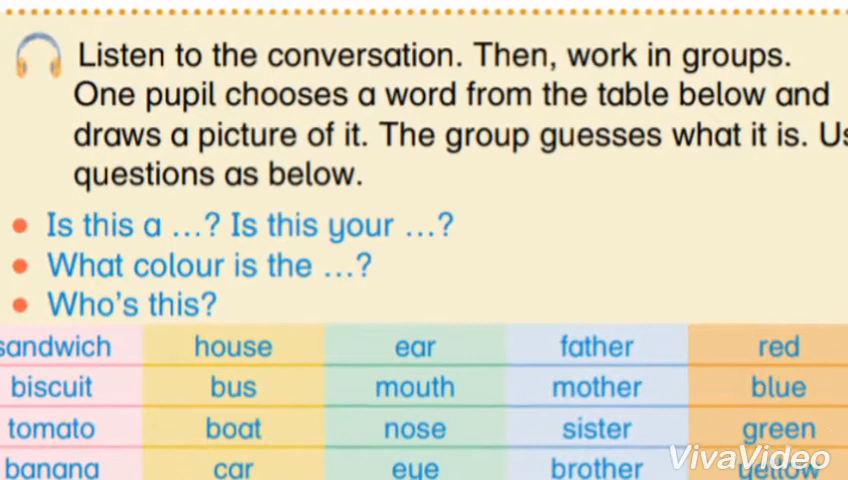 Listen to the conversation. Then, work in groups.
One pupil chooses a word from the table below and
draws a picture of it. The group guesses what it is. Us
questions as below.
Is this a ...? Is this your ...?
What colour is the ...?
Who's this?
sandwich house ear father red
biscuit bus mouth mother blue
tomato boat nose sister green
banana car eye brother yellow
VivaVideo